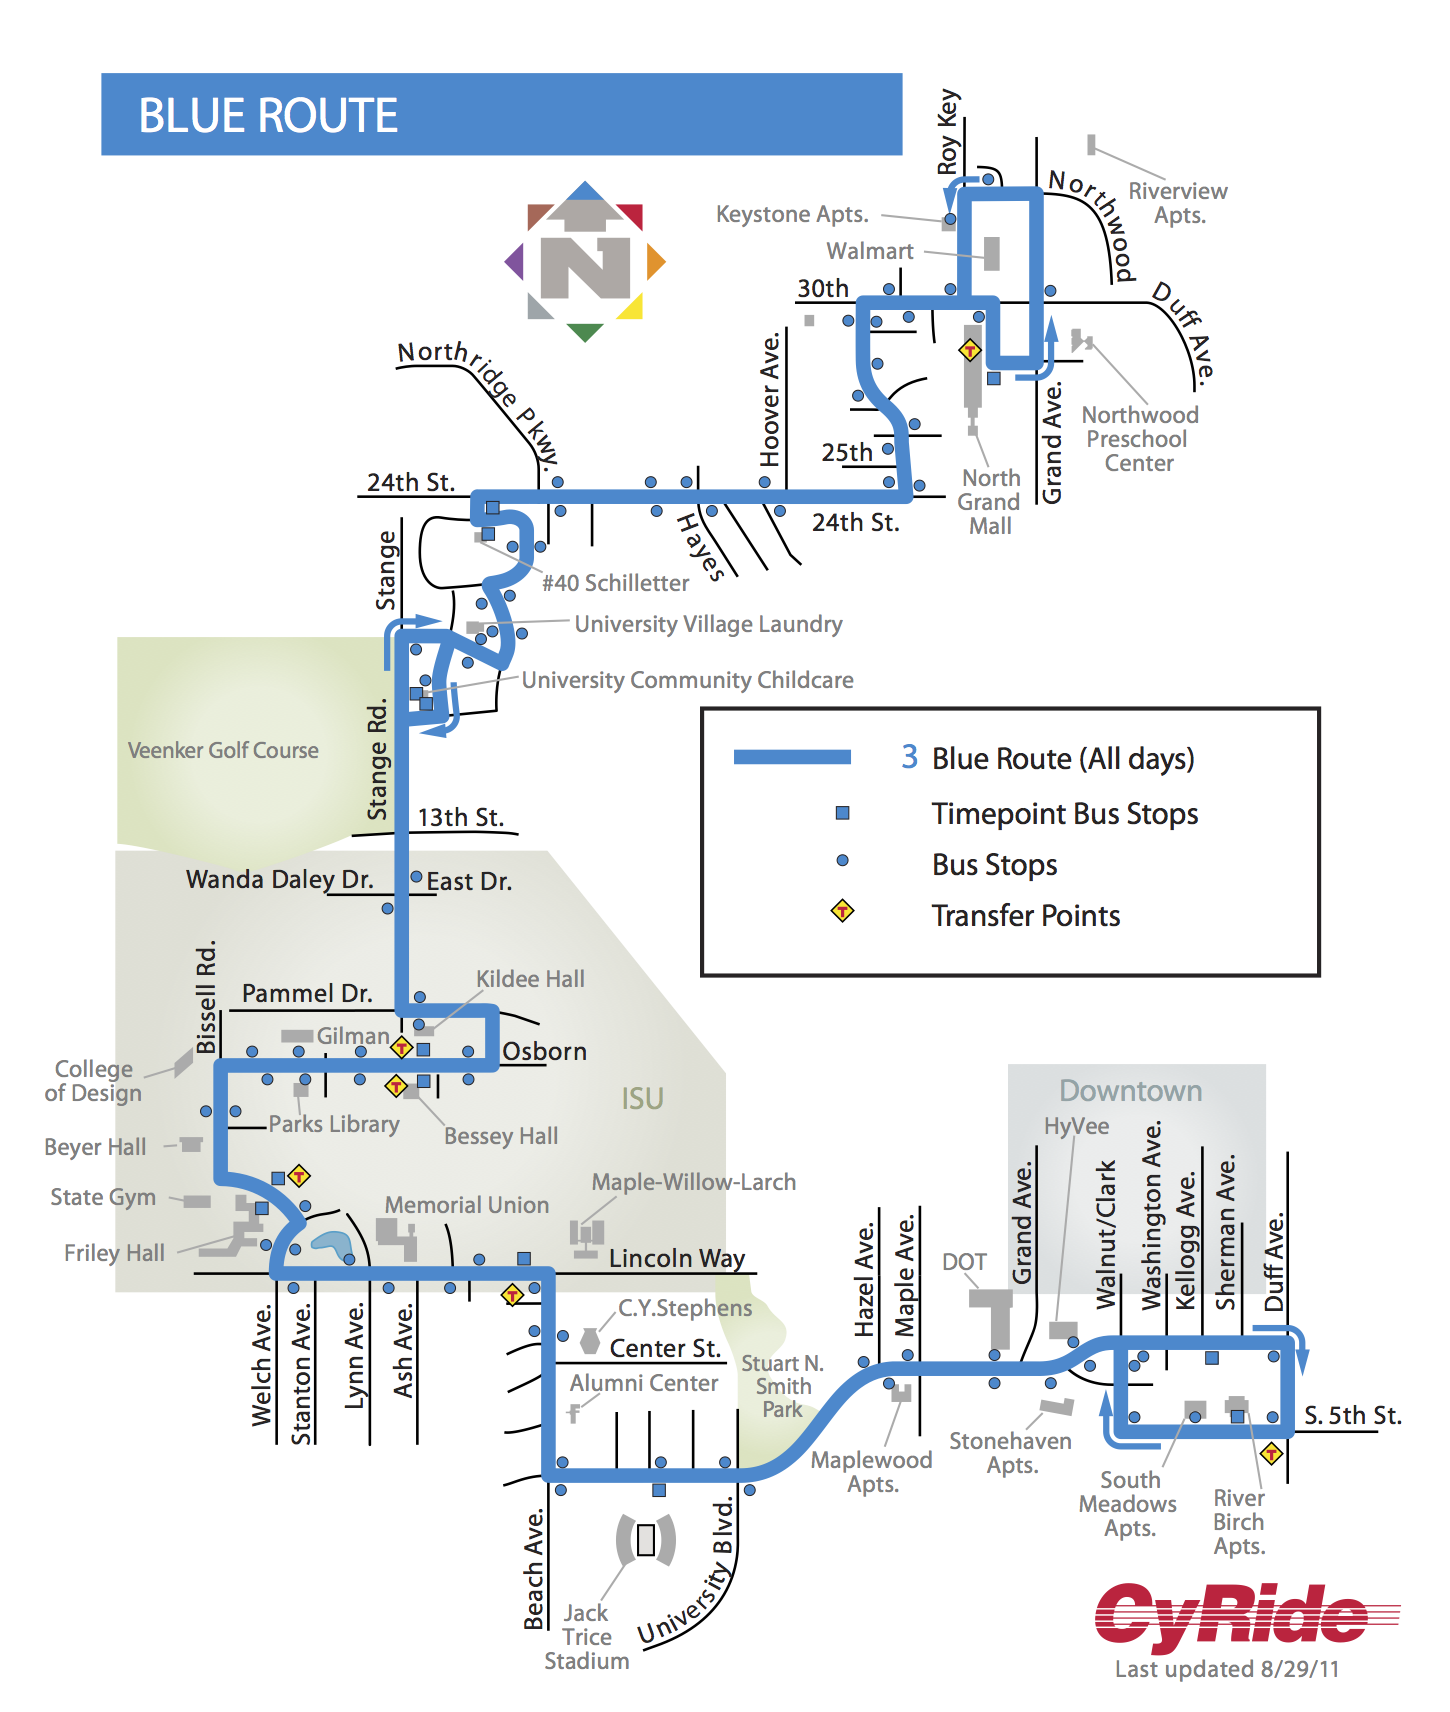 BLUE ROUTE
Roy Key
Northwood
Riverview
Apts.
Keystone Apts.
Walmart
N
30th
Duff Ave.
Northridge Pkwy.
Hoover Ave.
T
Grand Ave.
Northwood
Preschool
Center
25th
North
Grand
Mall
24th St.
24th St.
Hayes
Stange
#40 Schilletter
University Village Laundry
University Community Childcare
Stange Rd.
Veenker Golf Course
3 Blue Route (All days)
Timepoint Bus Stops
Bus Stops
T Transfer Points
13th St.
Wanda Daley Dr.
East Dr.
Bissell Rd.
Kildee Hall
Pammel Dr.
Gilman
T
Osborn
College
of Design
T
ISU
Parks Library
Bessey Hall
Beyer Hall
T
State Gym
Memorial Union
Maple-Willow-Larch
Friley Hall
Lincoln Way
Downtown
HyVee
Grand Ave.
Walnut/Clark
Washington Ave.
Kellogg Ave.
Sherman Ave.
Duff Ave.
Hazel Ave.
Maple Ave.
DOT
T
C.Y.Stephens
Center St.
Alumni Center
Welch Ave.
Stanton Ave.
Lynn Ave.
Ash Ave.
Stuart N.
Smith
Park
S. 5th St.
T
Maplewood
Apts.
Stonehaven
Apts.
South
Meadows
Apts.
River
Birch
Apts.
Beach Ave.
University Blvd.
Jack
Trice
Stadium
CyRide
Last updated 8/29/11